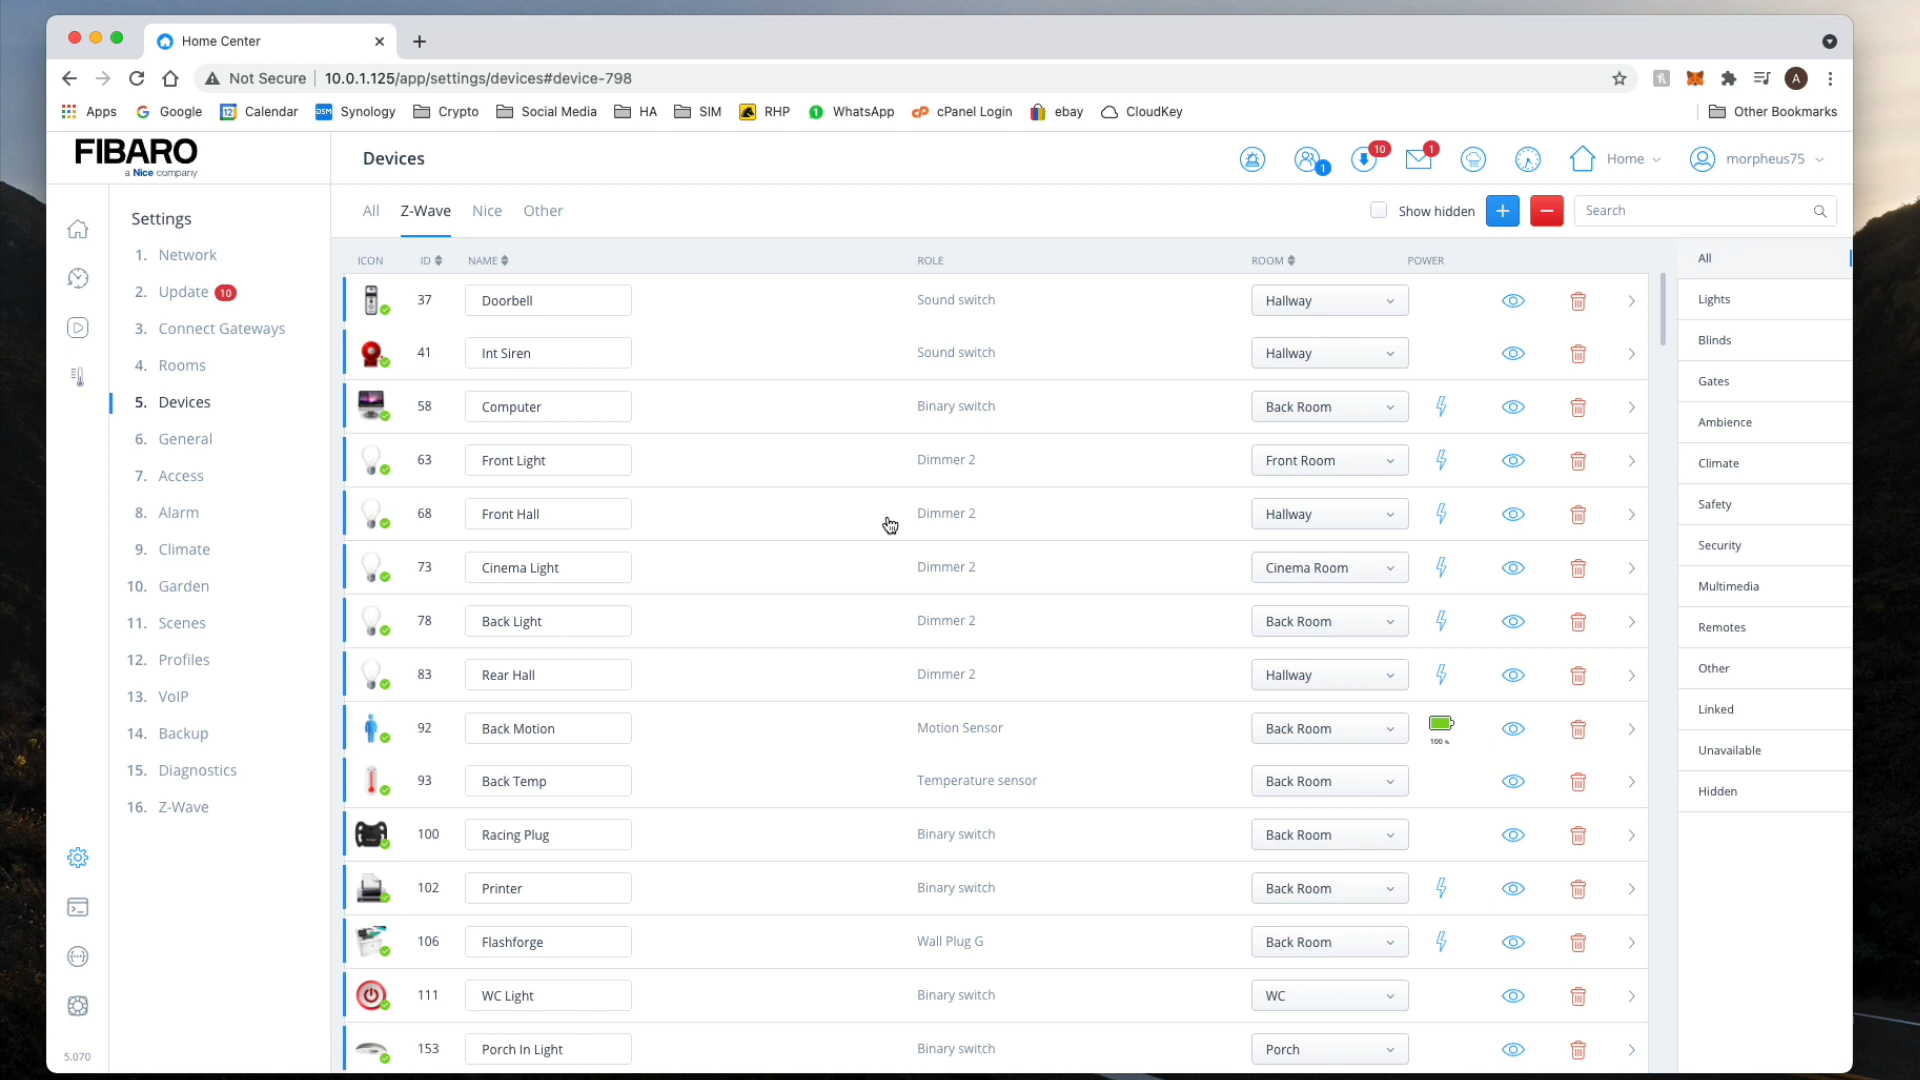 Home Center
Not Secure 10.0.1.125/app/settings/devices#device-798
A
Apps Google Calendar Synology Crypto Social Media HA SIM RHP WhatsApp cPanel Login ebay CloudKey Other Bookmarks
FIBARO
a Nice company
Devices
1 10 1 Home morpheus75
All Z-Wave Nice Other Show hidden Search
Settings
1. Network
2. Update 10
3. Connect Gateways
4. Rooms
5. Devices
6. General
7. Access
8. Alarm
9. Climate
10. Garden
11. Scenes
12. Profiles
13. VoIP
14. Backup
15. Diagnostics
16. Z-Wave
5.070
ICON ID NAME ROLE ROOM POWER
37 Doorbell Sound switch Hallway
41 Int Siren Sound switch Hallway
58 Computer Binary switch Back Room
63 Front Light Dimmer 2 Front Room
68 Front Hall Dimmer 2 Hallway
73 Cinema Light Dimmer 2 Cinema Room
78 Back Light Dimmer 2 Back Room
83 Rear Hall Dimmer 2 Hallway
92 Back Motion Motion Sensor Back Room 100 %
93 Back Temp Temperature sensor Back Room
100 Racing Plug Binary switch Back Room
102 Printer Binary switch Back Room
106 Flashforge Wall Plug G Back Room
111 WC Light Binary switch WC
153 Porch In Light Binary switch Porch
All
Lights
Blinds
Gates
Ambience
Climate
Safety
Security
Multimedia
Remotes
Other
Linked
Unavailable
Hidden